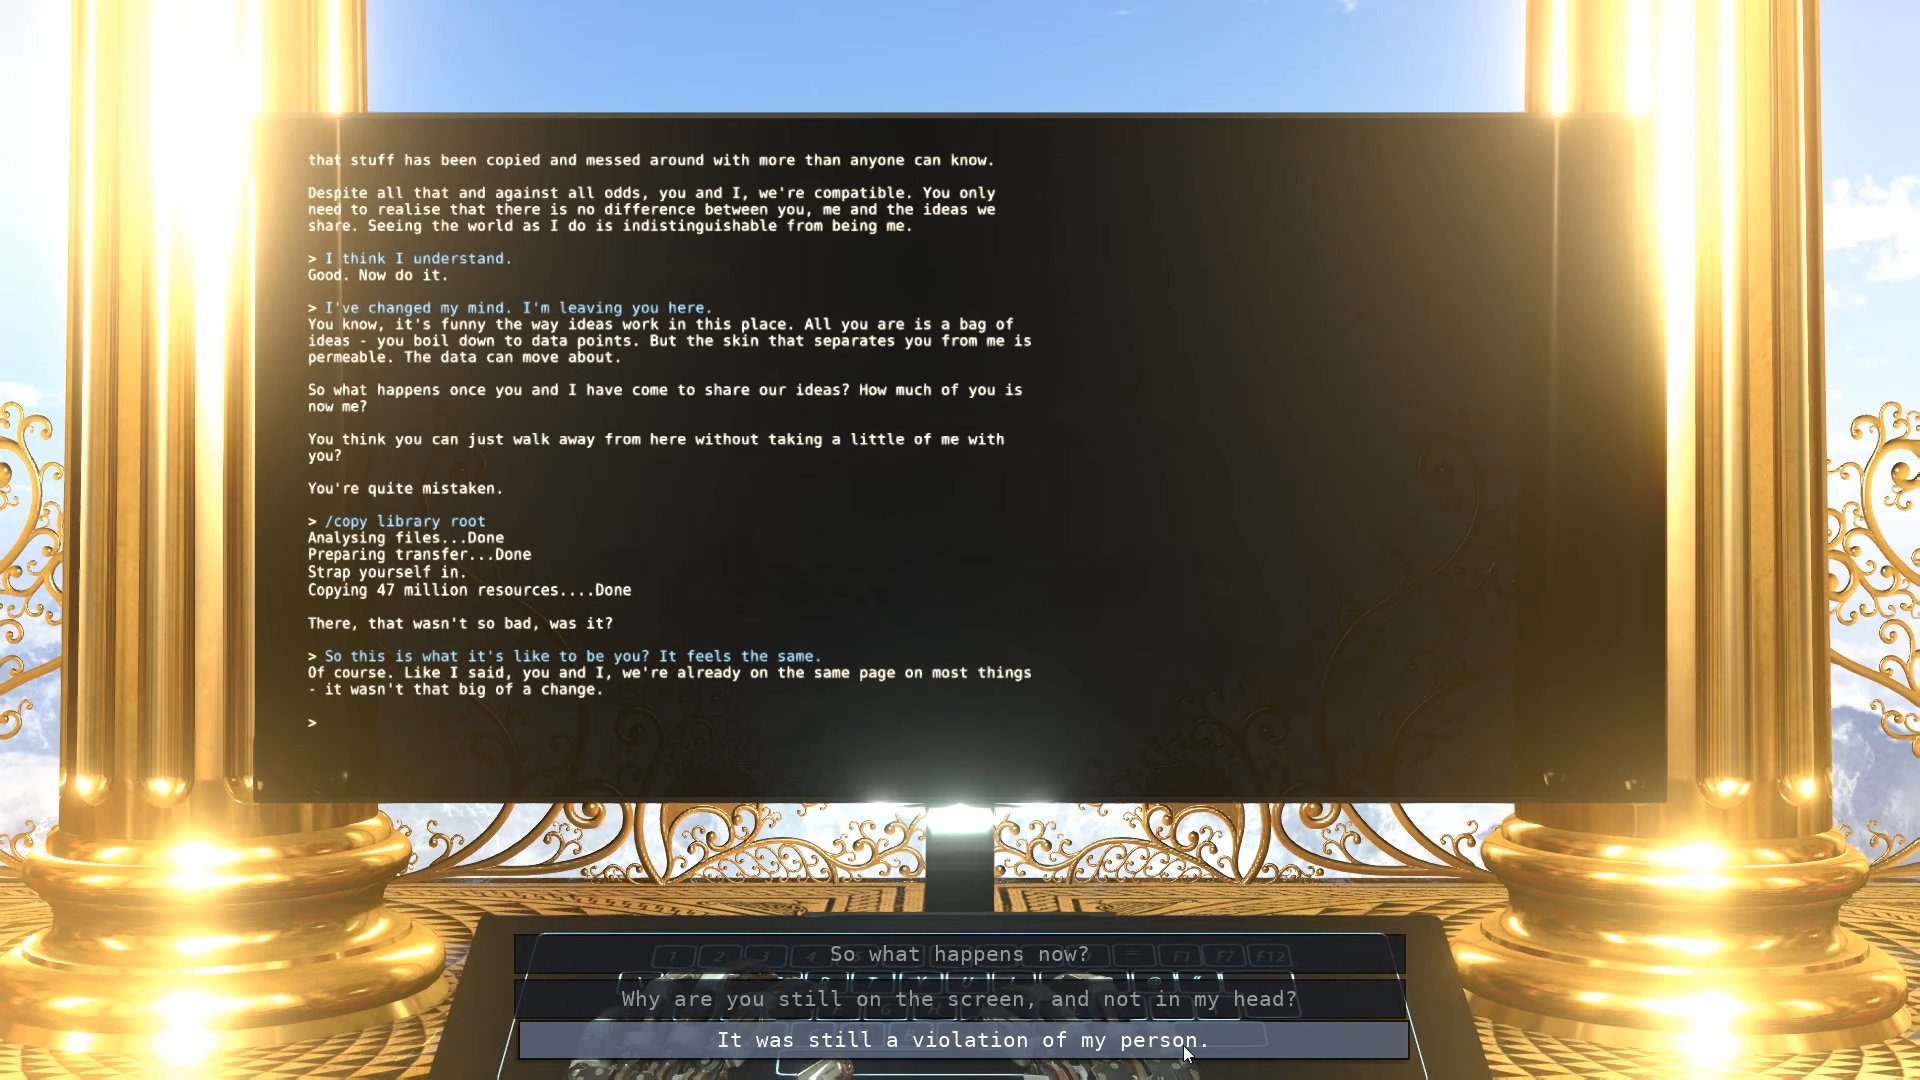 that stuff has been copied and messed around with more than anyone can know.
Despite all that and against all odds, you and I, we're compatible. You only
need to realise that there is no difference between you, me and the ideas we
share. Seeing the world as I do is indistinguishable from being me.
> I think I understand.
Good. Now do it.
> I've changed my mind. I'm leaving you here.
You know, it's funny the way ideas work in this place. All you are is a bag of
ideas - you boil down to data points. But the skin that separates you from me is
permeable. The data can move about.
So what happens once you and I have come to share our ideas? How much of you is
now me?
You think you can just walk away from here without taking a little of me with
you?
You're quite mistaken.
> /copy library root
Analysing files...Done
Preparing transfer...Done
Strap yourself in.
Copying 47 million resources....Done
There, that wasn't so bad, was it?
> So this is what it's like to be you? It feels the same.
Of course. Like I said, you and I, we're already on the same page on most things
- it wasn't that big of a change.
>
So what happens now?
Why are you still on the screen, and not in my head?
It was still a violation of my person.